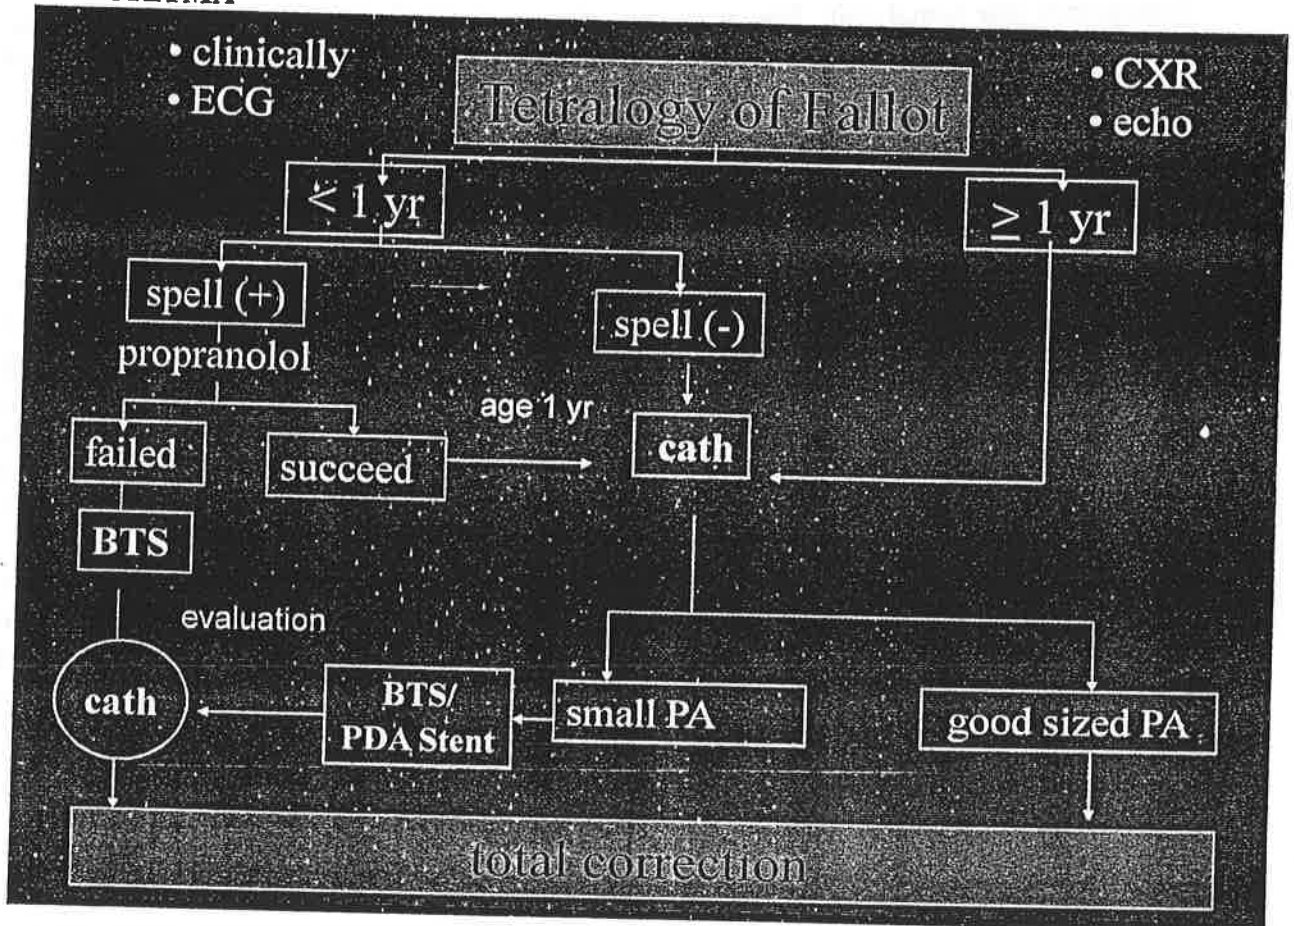 • clinically
• ECG
Tetralogy of Fallot
• CXR
• echo
< 1 yr
≥ 1 yr
spell (+)
spell (-)
propranolol
age 1 yr
failed
succeed
cath
BTS
evaluation
cath
BTS/
PDA Stent
small PA
good sized PA
total correction